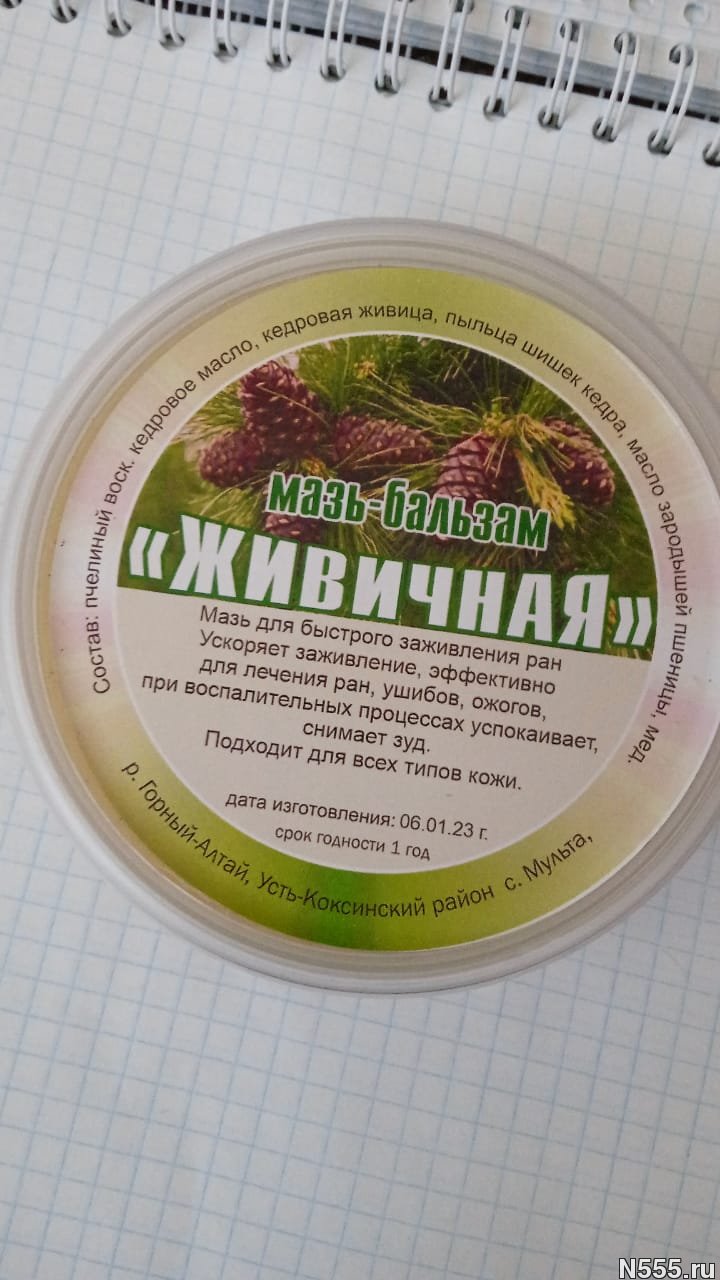 Состав: пчелиный воск. кедровое масло, кедровая живица, пыльца шишек кедра, масло зародышей пшеницы, мед.
мазь-бальзам
«ЖИВИЧНАЯ»
Мазь для быстрого заживления ран
Ускоряет заживление, эффективно
для лечения ран, ушибов, ожогов,
при воспалительных процессах успокаивает,
снимает зуд.
Подходит для всех типов кожи.
дата изготовления: 06.01.23 г.
срок годности 1 год
р. Горный-Алтай, Усть-Коксинский район с. Мульта,
N555.ru